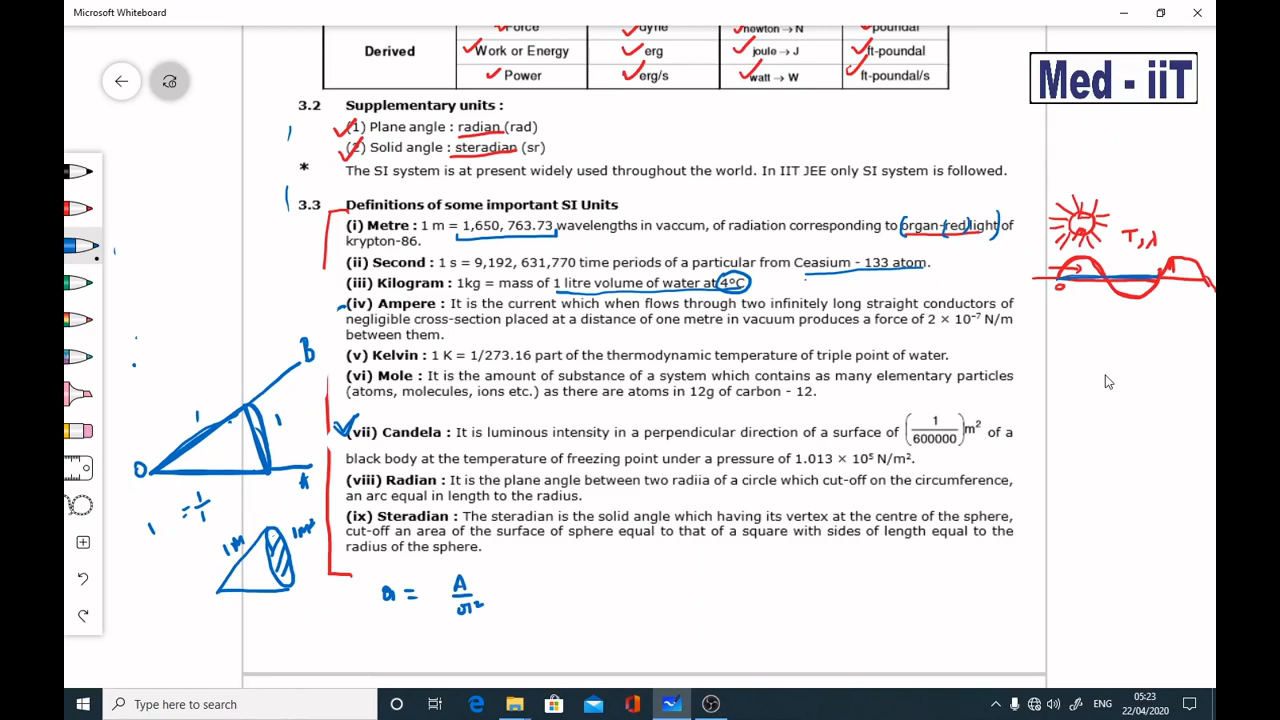 Microsoft Whiteboard
Force dyne newton → N poundal
Derived Work or Energy erg joule → J ft-poundal
Power erg/s watt → W ft-poundal/s
Med - iiT
3.2 Supplementary units :
(1) Plane angle : radian (rad)
(2) Solid angle : steradian (sr)
* The SI system is at present widely used throughout the world. In IIT JEE only SI system is followed.
3.3 Definitions of some important SI Units
(i) Metre : 1 m = 1,650, 763.73 wavelengths in vaccum, of radiation corresponding to organ-red light of
krypton-86.
(ii) Second : 1 s = 9,192, 631,770 time periods of a particular from Ceasium - 133 atom.
(iii) Kilogram : 1kg = mass of 1 litre volume of water at 4°C
(iv) Ampere : It is the current which when flows through two infinitely long straight conductors of
negligible cross-section placed at a distance of one metre in vacuum produces a force of 2 × 10⁻⁷ N/m
between them.
(v) Kelvin : 1 K = 1/273.16 part of the thermodynamic temperature of triple point of water.
(vi) Mole : It is the amount of substance of a system which contains as many elementary particles
(atoms, molecules, ions etc.) as there are atoms in 12g of carbon - 12.
(vii) Candela : It is luminous intensity in a perpendicular direction of a surface of (1/600000) m² of a
black body at the temperature of freezing point under a pressure of 1.013 × 10⁵ N/m².
(viii) Radian : It is the plane angle between two radiia of a circle which cut-off on the circumference,
an arc equal in length to the radius.
(ix) Steradian : The steradian is the solid angle which having its vertex at the centre of the sphere,
cut-off an area of the surface of sphere equal to that of a square with sides of length equal to the
radius of the sphere.
T, λ
O
B
1 1
O A
= 1/1
1M 1M²
= A/r²
Type here to search
ENG
05:23
22/04/2020